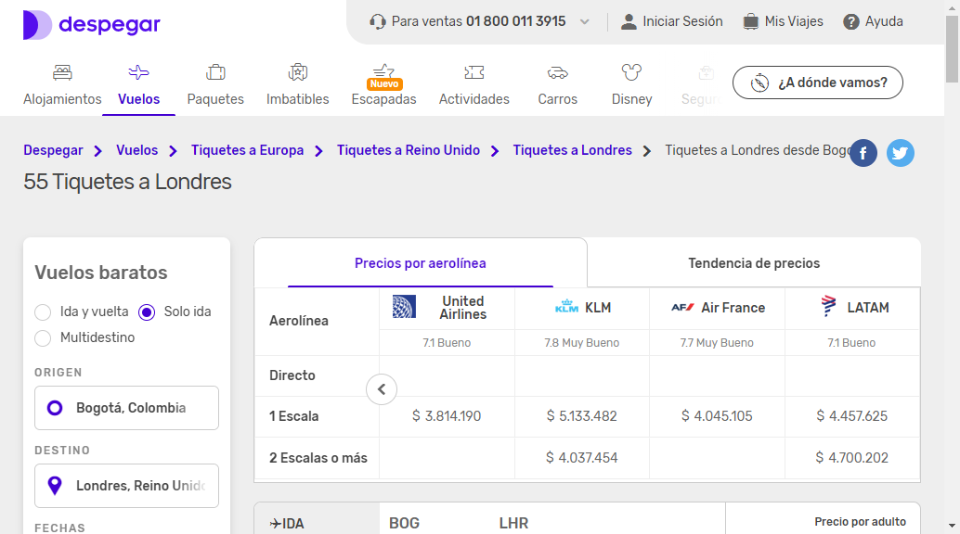 despegar
Para ventas 01 800 011 3915
Iniciar Sesión
Mis Viajes
Ayuda
Alojamientos
Vuelos
Paquetes
Imbatibles
Nuevo
Escapadas
Actividades
Carros
Disney
¿A dónde vamos?
Despegar
Vuelos
Tiquetes a Europa
Tiquetes a Reino Unido
Tiquetes a Londres
Tiquetes a Londres desde
55 Tiquetes a Londres
Vuelos baratos
Ida y vuelta
Solo ida
Multidestino
ORIGEN
Bogotá, Colombia
DESTINO
Londres, Reino Unido
FECHAS
Precios por aerolínea
Tendencia de precios
Aerolínea
United Airlines
KLM KLM
AF Air France
LATAM
7.1 Bueno
7.8 Muy Bueno
7.7 Muy Bueno
7.1 Bueno
Directo
1 Escala
$ 3.814.190
$ 5.133.482
$ 4.045.105
$ 4.457.625
2 Escalas o más
$ 4.037.454
$ 4.700.202
IDA
BOG
LHR
Precio por adulto